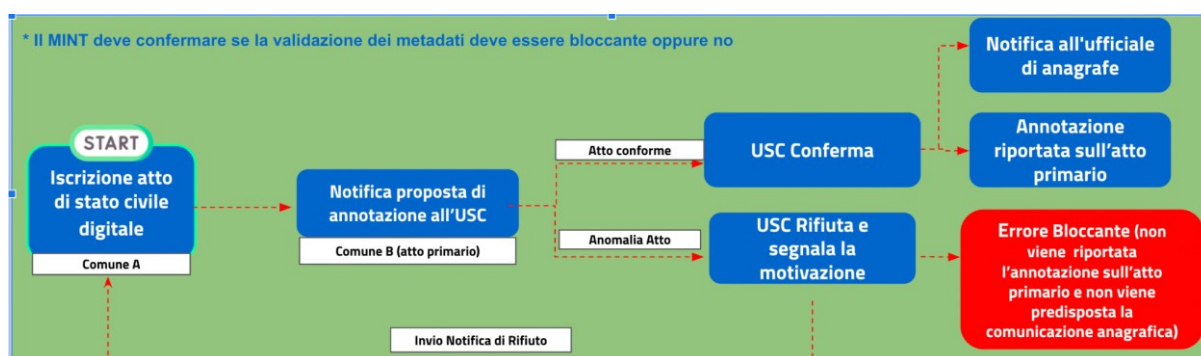 * Il MINT deve confermare se la validazione dei metadati deve essere bloccante oppure no
START
Iscrizione atto
di stato civile
digitale
Comune A
Notifica proposta di
annotazione all'USC
Comune B (atto primario)
Atto conforme
Anomalia Atto
USC Conferma
USC Rifiuta e
segnala la
motivazione
Notifica all'ufficiale
di anagrafe
Annotazione
riportata sull’atto
primario
Errore Bloccante (non
viene riportata
l’annotazione sull’atto
primario e non viene
predisposta la
comunicazione anagrafica)
Invio Notifica di Rifiuto